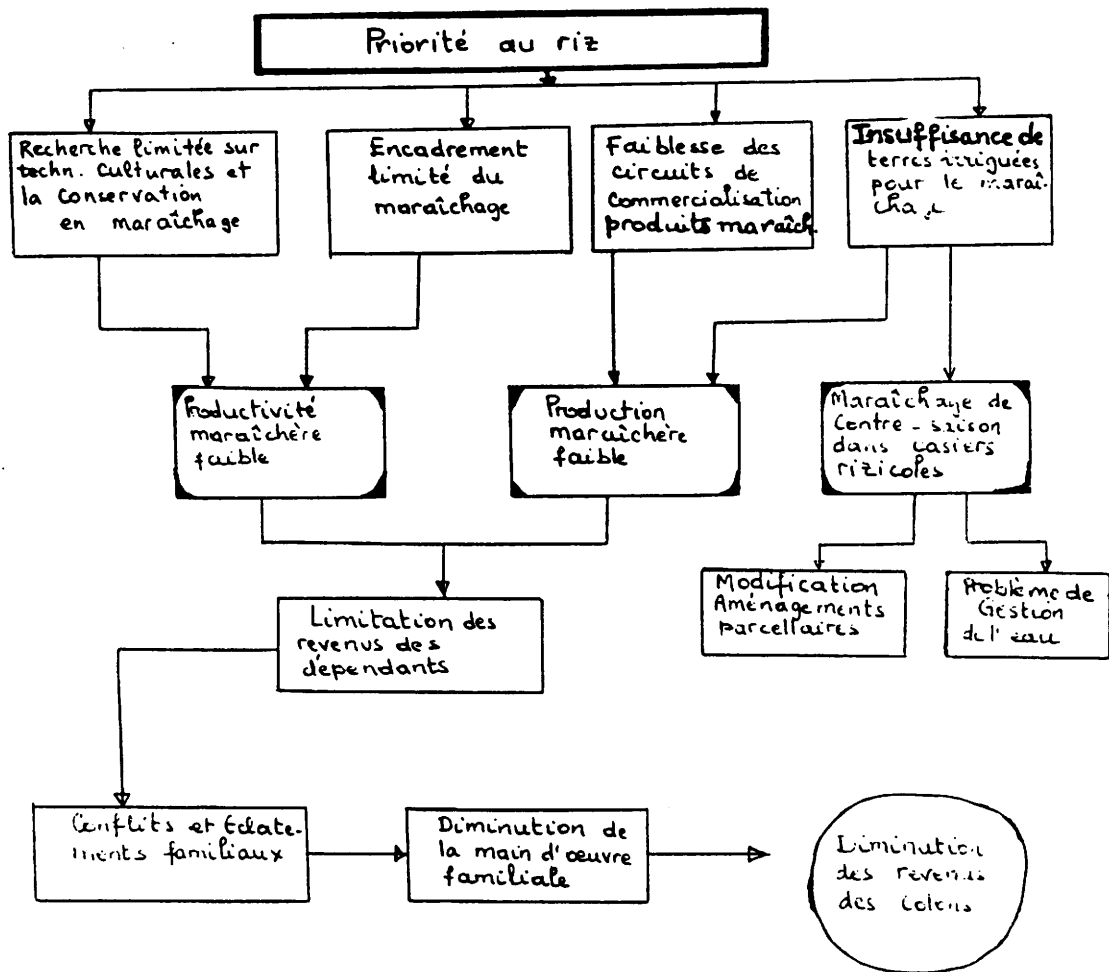 Priorité au riz
Recherche limitée sur
techn. Culturales et
la Conservation
en maraîchage
Encadrement
limité du
maraîchage
Faiblesse des
circuits de
commercialisation
produits maraîch.
Insuffisance de
terres irriguées
pour le maraî-
Productivité
maraîchère
faible
Production
maraîchère
faible
Maraîchage de
Contre-saison
dans casiers
rizicoles
Limitation des
revenus des
dépendants
Modification
Aménagements
parcellaires
Problème de
Gestion
de l'eau
Conflits et Eclate-
ments familiaux
Diminution de
la main d'œuvre
familiale
Diminution
des revenus
des colons